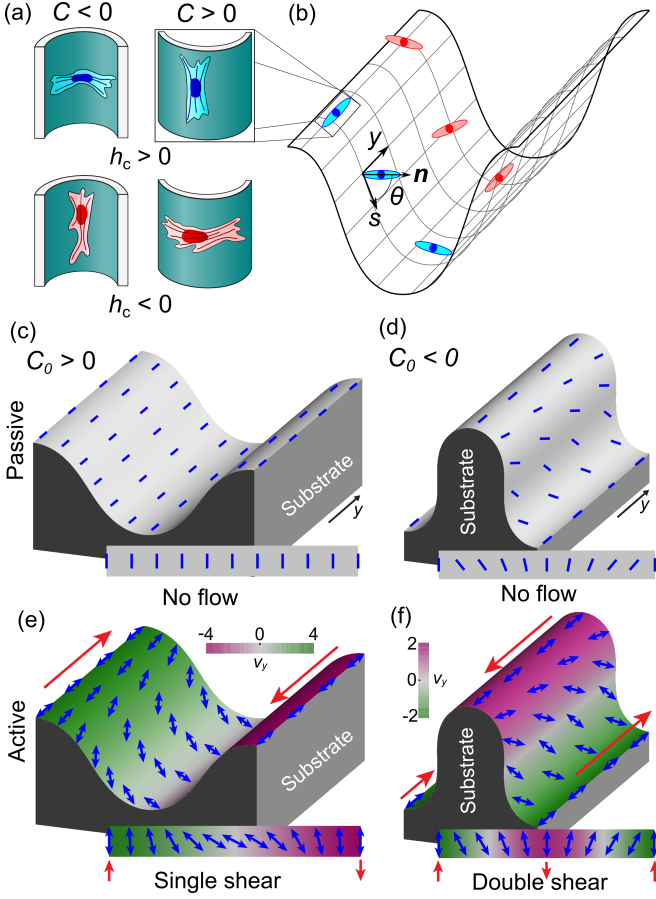 (a) C < 0 C > 0
h_c > 0
h_c < 0
(b)
y
n
θ
s
(c)
C_0 > 0
Passive
Substrate
y
No flow
(d)
C_0 < 0
Substrate
y
No flow
(e)
-4 0 4
v_y
Active
Substrate
Single shear
(f)
2
0
-2
v_y
Substrate
Double shear